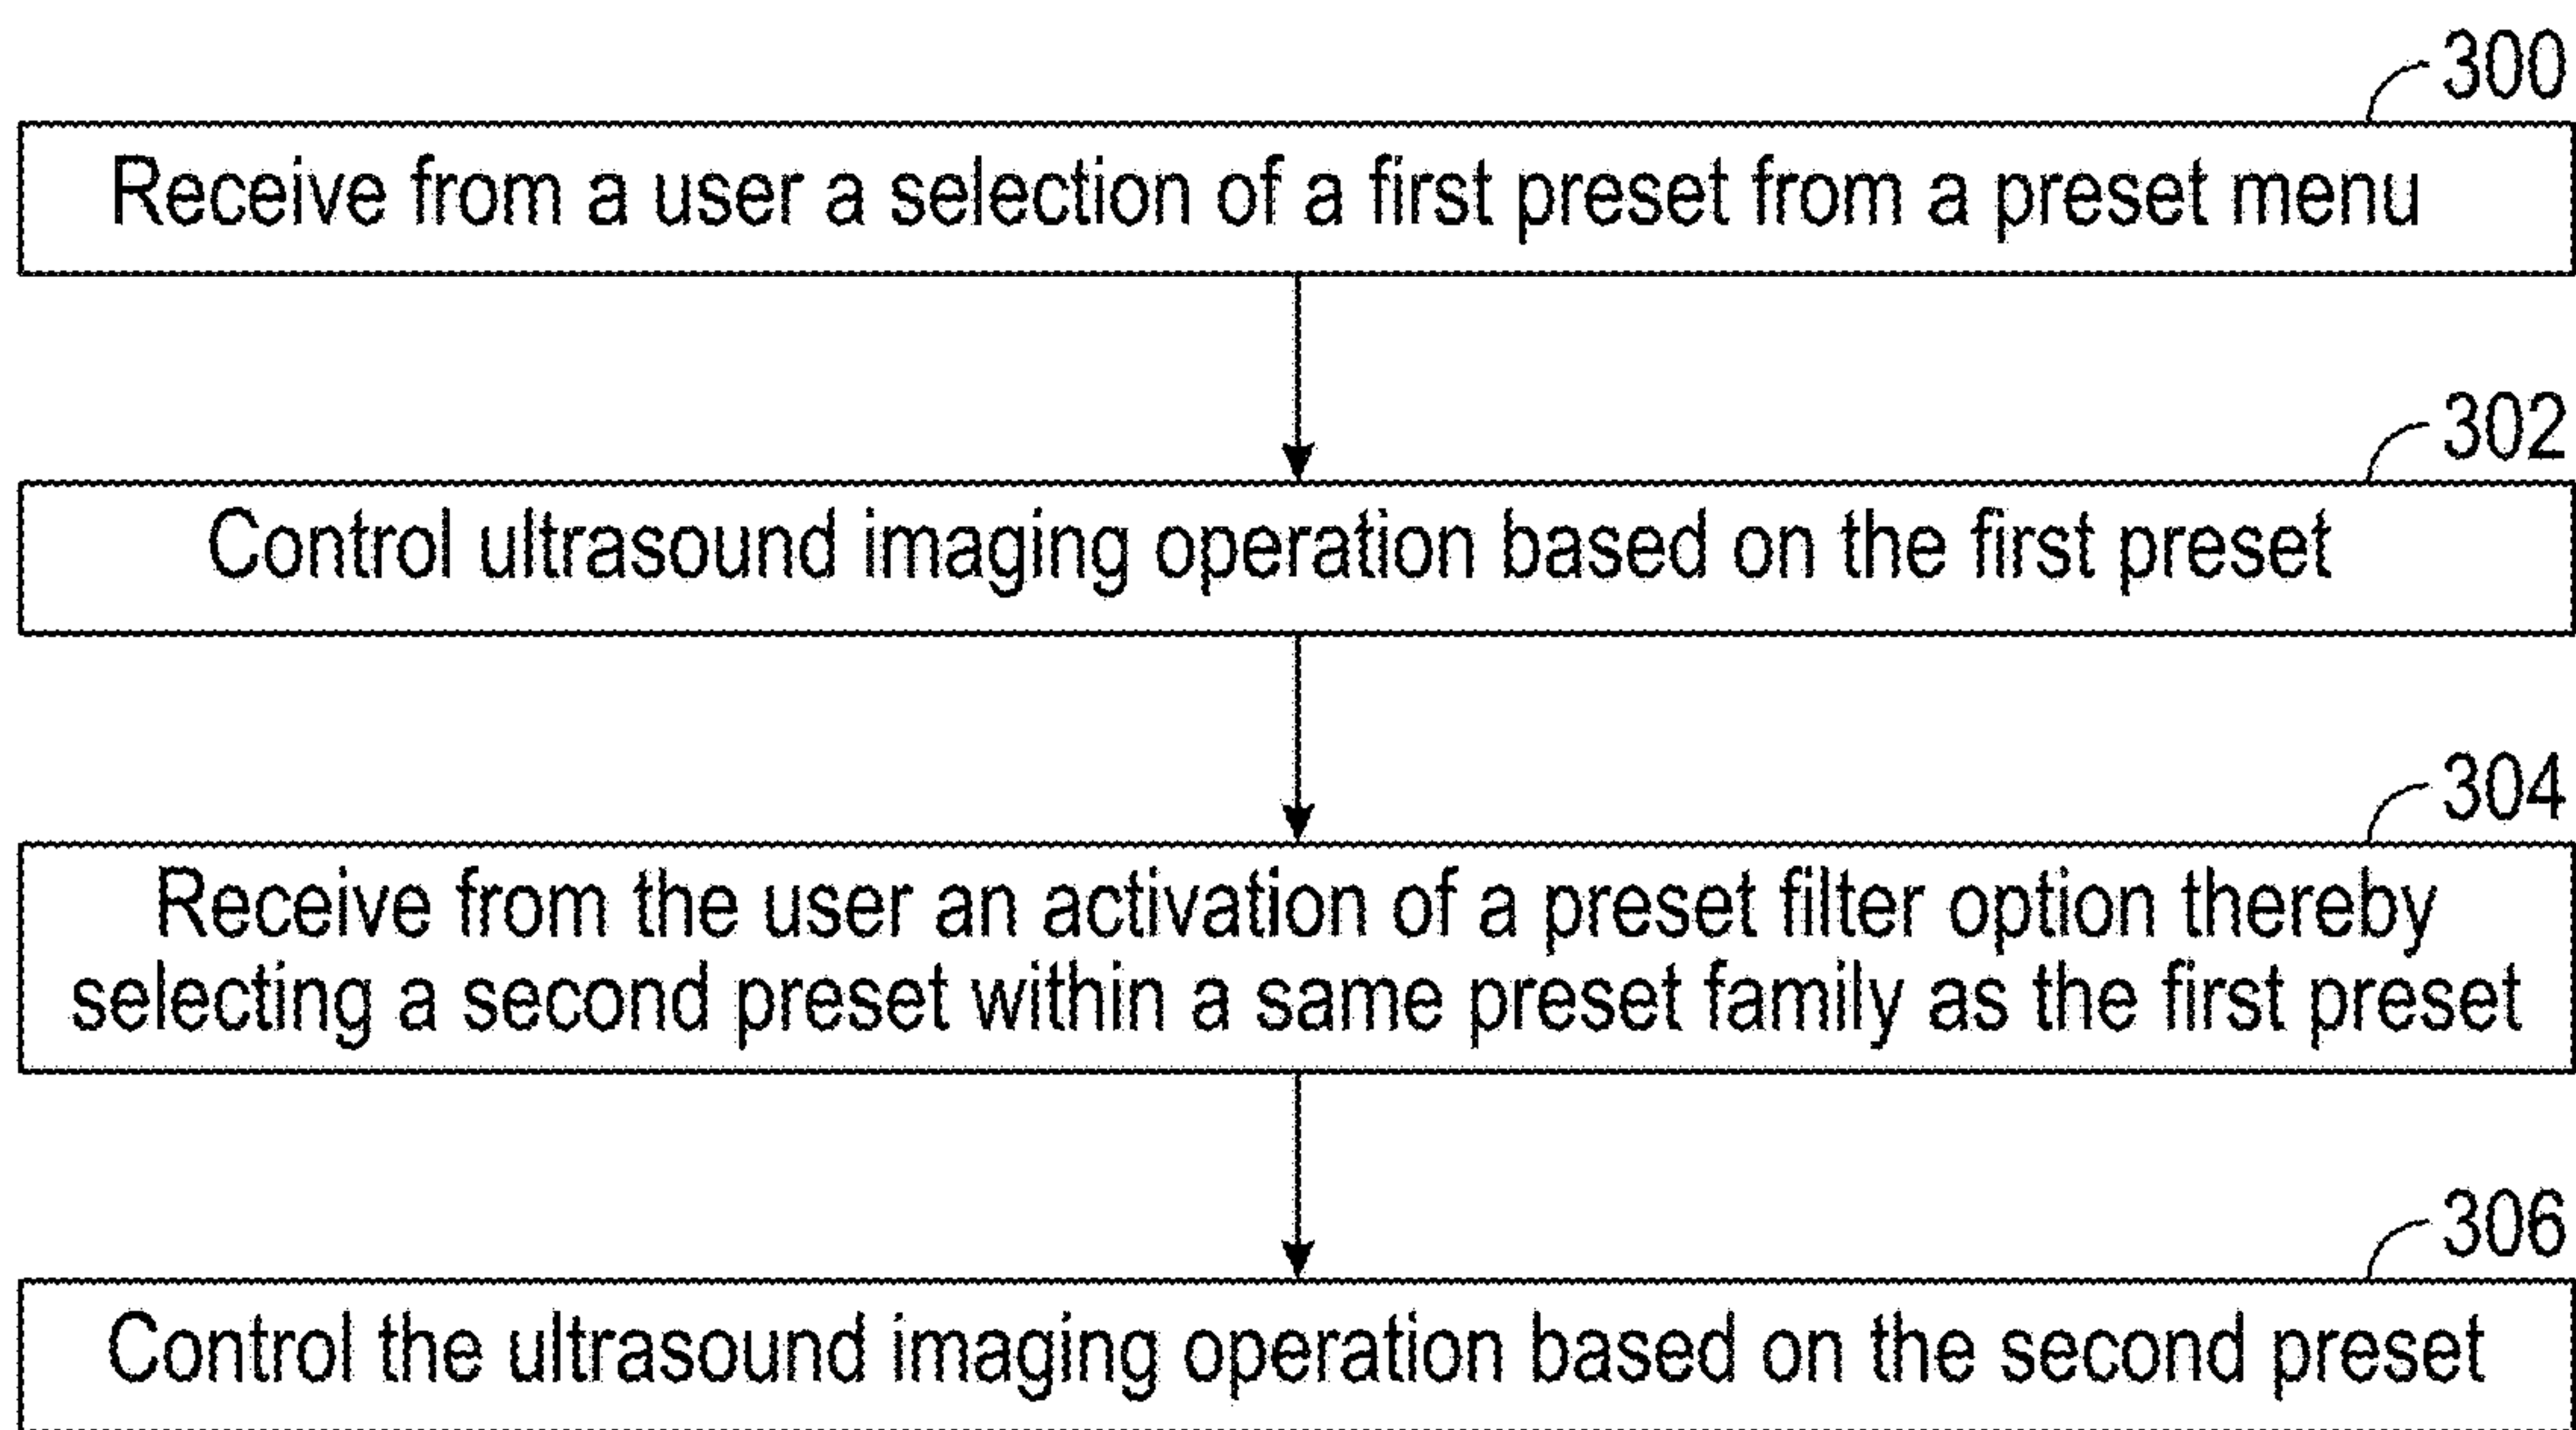 300
Receive from a user a selection of a first preset from a preset menu
302
Control ultrasound imaging operation based on the first preset
304
Receive from the user an activation of a preset filter option thereby
selecting a second preset within a same preset family as the first preset
306
Control the ultrasound imaging operation based on the second preset